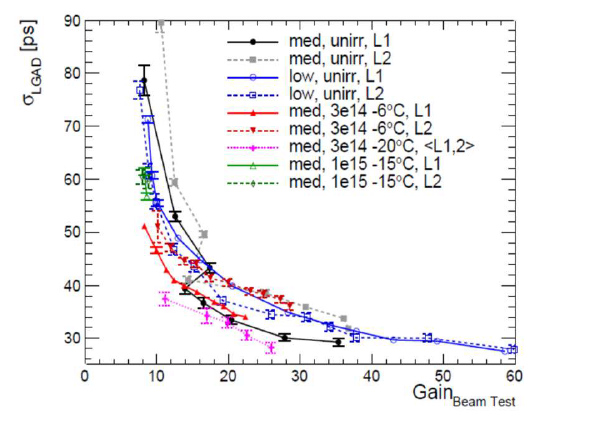 σLGAD [ps]
90
80
70
60
50
40
30
0
10
20
30
40
50
60
GainBeam Test
med, unirr, L1
med, unirr, L2
low, unirr, L1
low, unirr, L2
med, 3e14 -6°C, L1
med, 3e14 -6°C, L2
med, 3e14 -20°C, <L1,2>
med, 1e15 -15°C, L1
med, 1e15 -15°C, L2